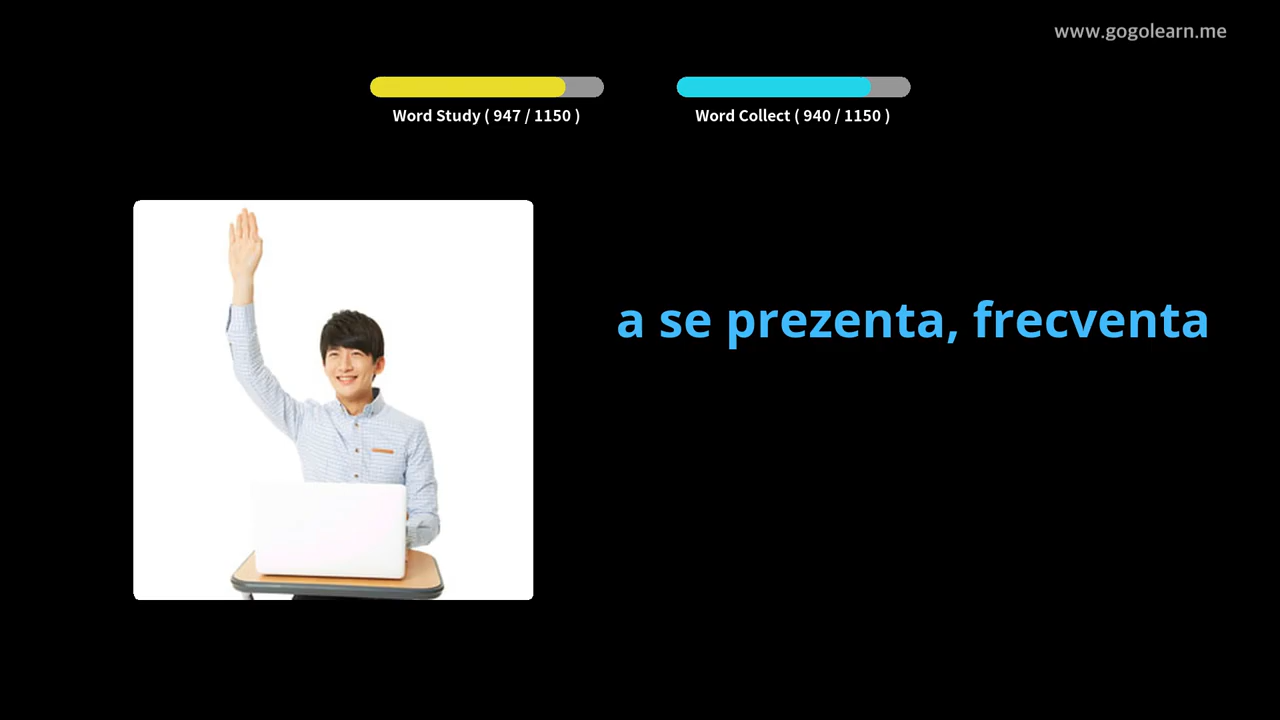 www.gogolearn.me
Word Study ( 947 / 1150 )
Word Collect ( 940 / 1150 )
a se prezenta, frecventa